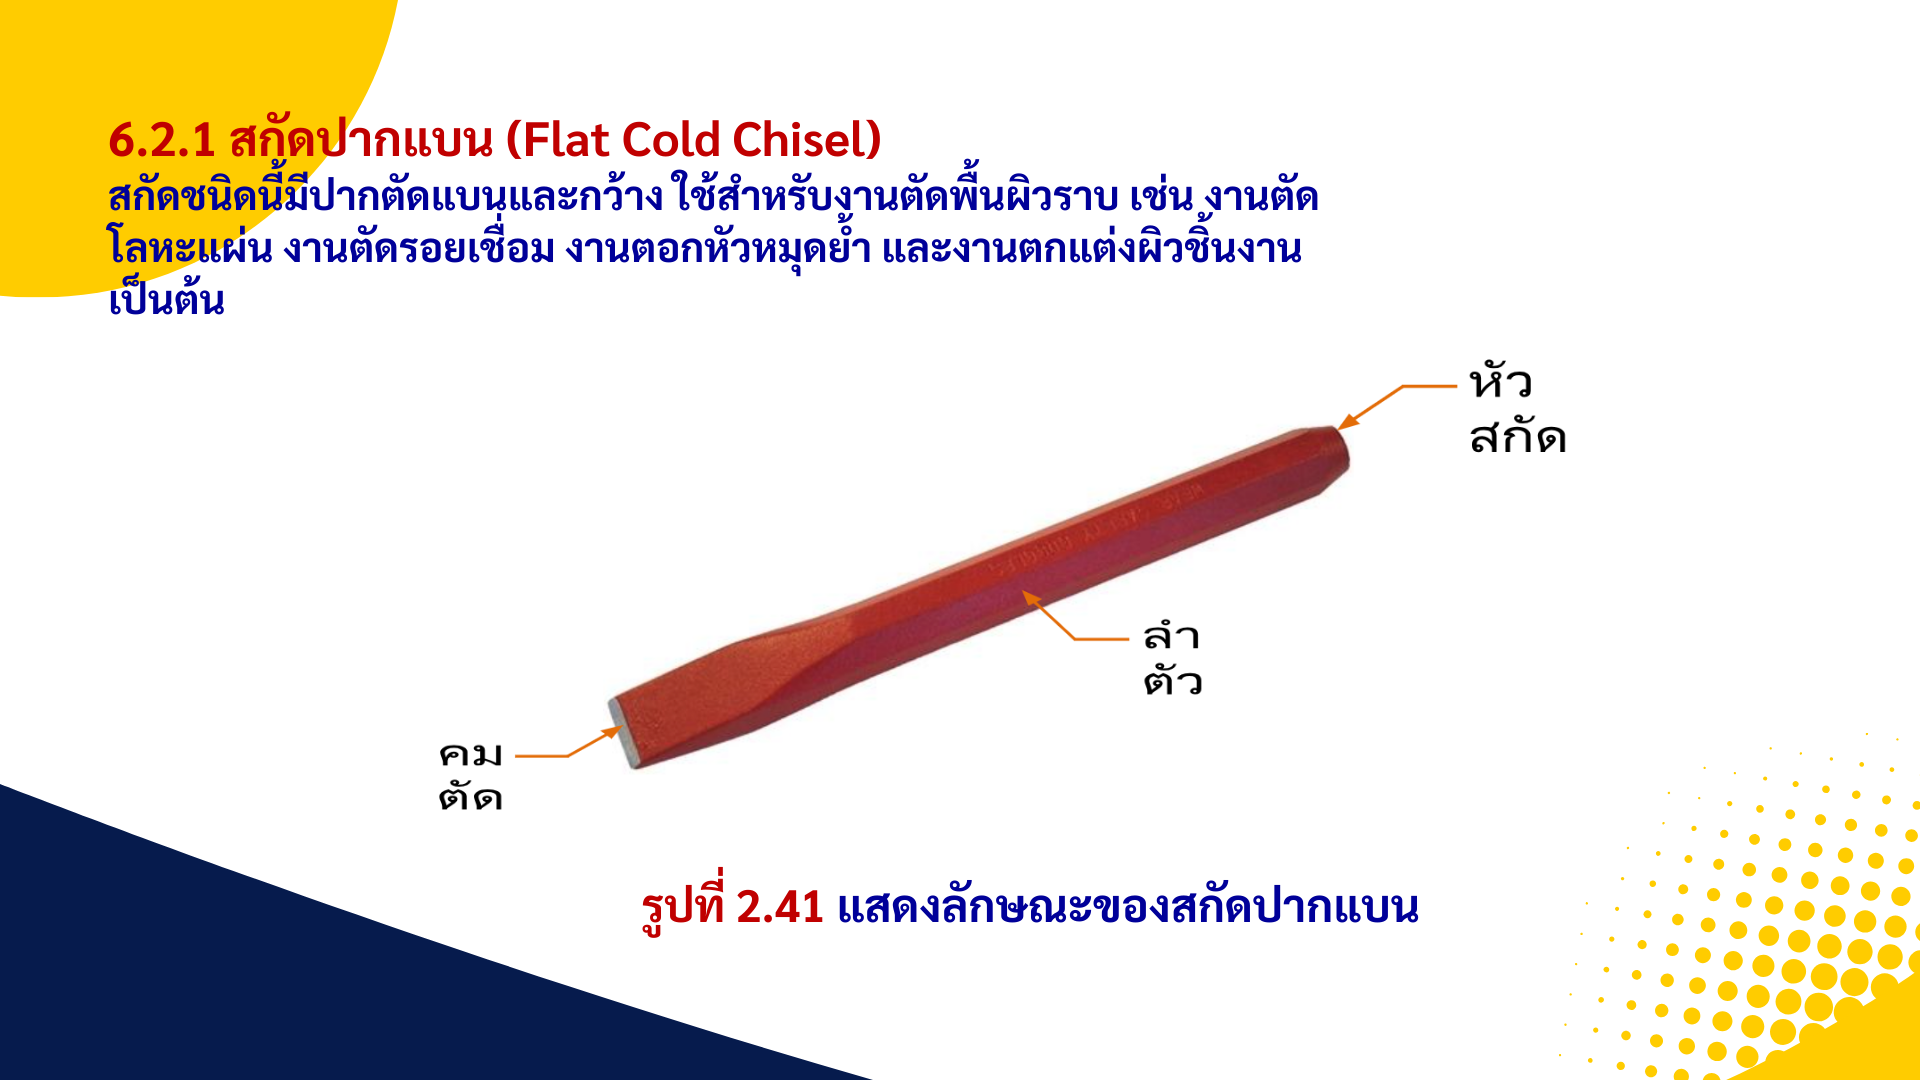 6.2.1 สกัดปากแบน (Flat Cold Chisel)
สกัดชนิดนี้มีปากตัดแบนและกว้าง ใช้สำหรับงานตัดพื้นผิวราบ เช่น งานตัด
โลหะแผ่น งานตัดรอยเชื่อม งานตอกหัวหมุดย้ำ และงานตกแต่งผิวชิ้นงาน
เป็นต้น
หัว
สกัด
WEAR SAFETY GOGGLES
ลำ
ตัว
คม
ตัด
รูปที่ 2.41 แสดงลักษณะของสกัดปากแบน